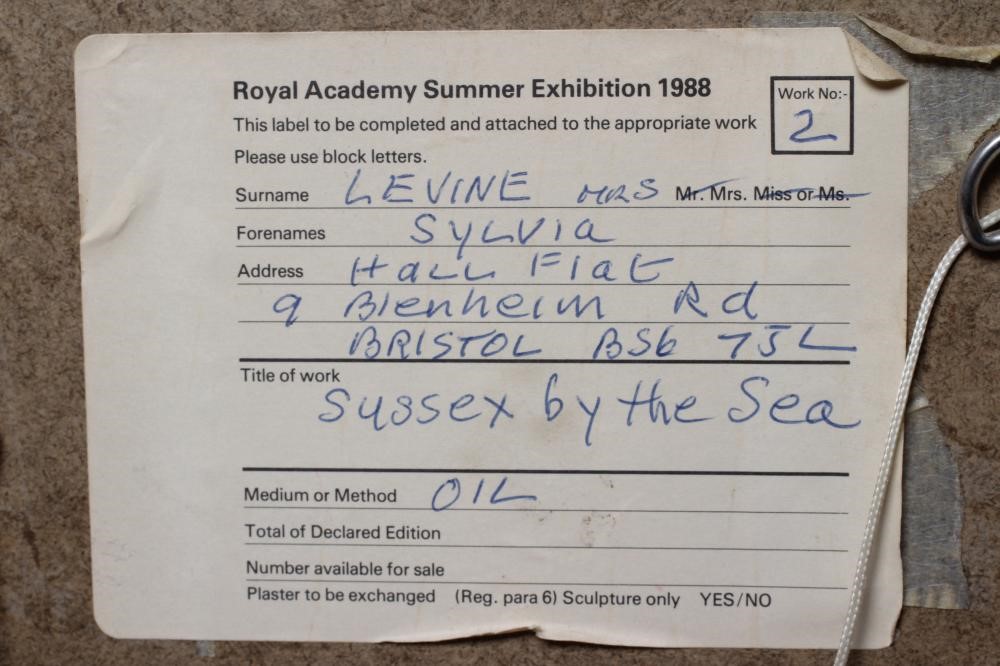 Royal Academy Summer Exhibition 1988
Work No:-
2
This label to be completed and attached to the appropriate work
Please use block letters.
Surname LEVINE MRS Mr. Mrs. Miss or Ms.
Forenames SYLVIa
Address Hall Flat
9 Blenheim Rd
BRISTOL BS6 7JL
Title of work
Sussex by the Sea
Medium or Method OIL
Total of Declared Edition
Number available for sale
Plaster to be exchanged (Reg. para 6) Sculpture only YES/NO